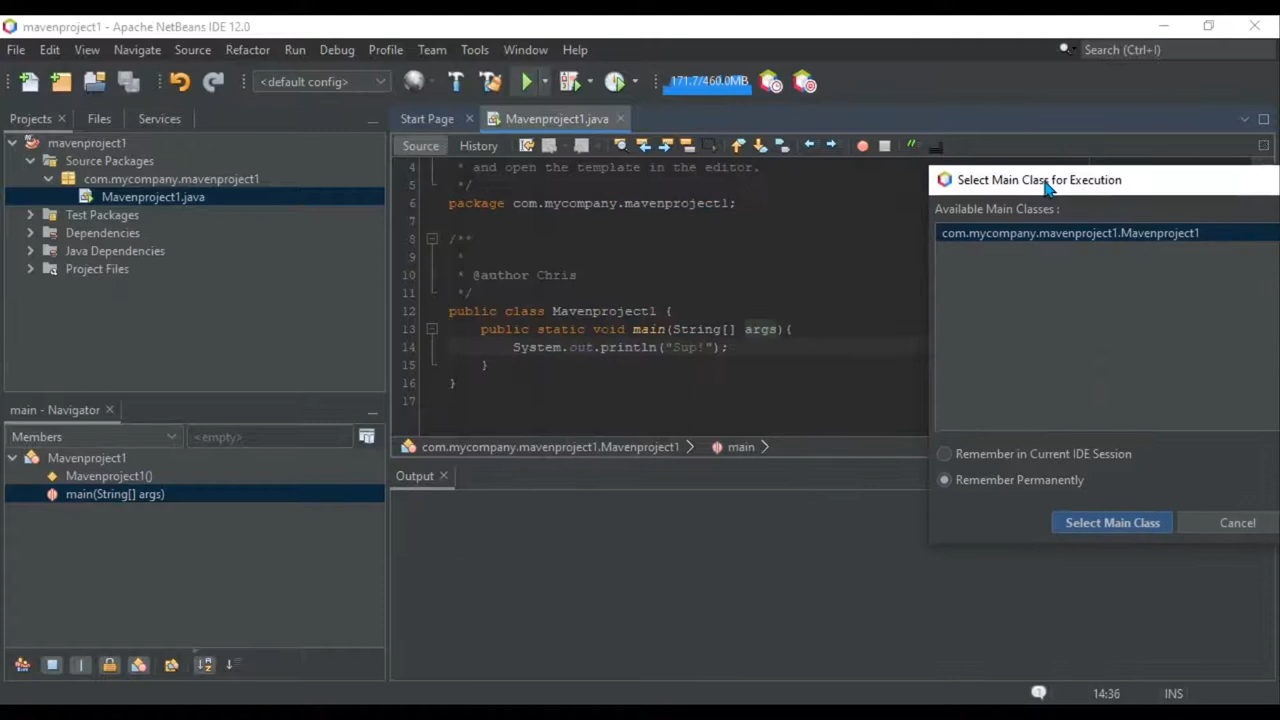 mavenproject1 - Apache NetBeans IDE 12.0
File Edit View Navigate Source Refactor Run Debug Profile Team Tools Window Help
Search (Ctrl+I)
<default config>
171.7/460.0MB
Projects
Files
Services
mavenproject1
Source Packages
com.mycompany.mavenproject1
Mavenproject1.java
Test Packages
Dependencies
Java Dependencies
Project Files
main - Navigator
Members
<empty>
Mavenproject1
Mavenproject1()
main(String[] args)
Start Page
Mavenproject1.java
Source
History
4 * and open the template in the editor.
5 */
6 package com.mycompany.mavenproject1;
7
8 /**
9 *
10 * @author Chris
11 */
12 public class Mavenproject1 {
13 public static void main(String[] args){
14 System.out.println("Sup!");
15 }
16 }
17
com.mycompany.mavenproject1.Mavenproject1
main
Output
Select Main Class for Execution
Available Main Classes :
com.mycompany.mavenproject1.Mavenproject1
Remember in Current IDE Session
Remember Permanently
Select Main Class
Cancel
14:36
INS